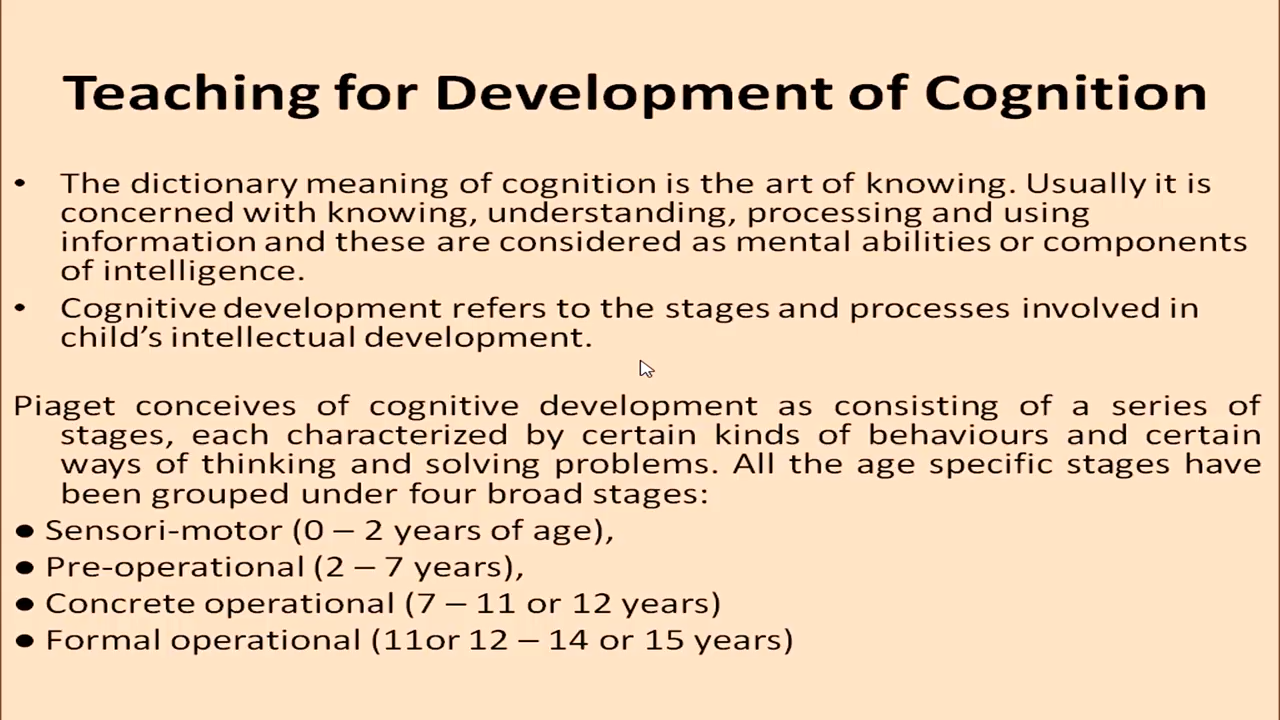 Teaching for Development of Cognition
• The dictionary meaning of cognition is the art of knowing. Usually it is
concerned with knowing, understanding, processing and using
information and these are considered as mental abilities or components
of intelligence.
• Cognitive development refers to the stages and processes involved in
child’s intellectual development.
Piaget conceives of cognitive development as consisting of a series of
stages, each characterized by certain kinds of behaviours and certain
ways of thinking and solving problems. All the age specific stages have
been grouped under four broad stages:
● Sensori-motor (0 – 2 years of age),
● Pre-operational (2 – 7 years),
● Concrete operational (7 – 11 or 12 years)
● Formal operational (11or 12 – 14 or 15 years)